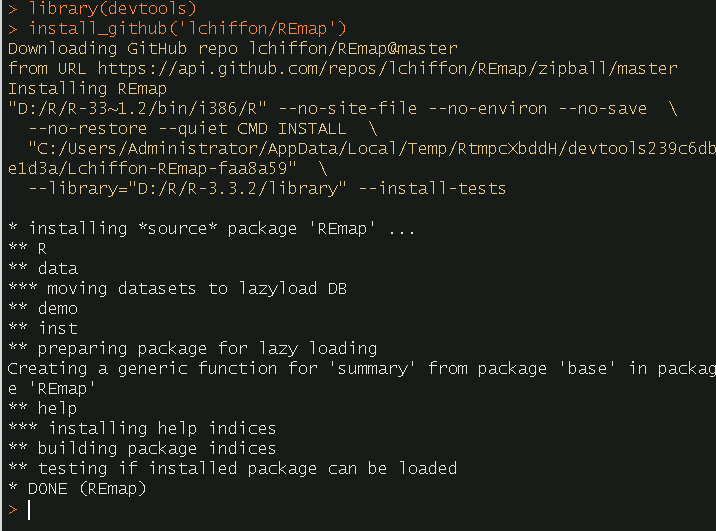 > library(devtools)
> install_github('lchiffon/REmap')
Downloading GitHub repo lchiffon/REmap@master
from URL https://api.github.com/repos/lchiffon/REmap/zipball/master
Installing REmap
"D:/R/R-33~1.2/bin/i386/R" --no-site-file --no-environ --no-save  \
  --no-restore --quiet CMD INSTALL  \
  "C:/Users/Administrator/AppData/Local/Temp/RtmpcXbddH/devtools239c6db
e1d3a/Lchiffon-REmap-faa8a59"  \
  --library="D:/R/R-3.3.2/library" --install-tests

* installing *source* package 'REmap' ...
** R
** data
*** moving datasets to lazyload DB
** demo
** inst
** preparing package for lazy loading
Creating a generic function for 'summary' from package 'base' in packag
e 'REmap'
** help
*** installing help indices
** building package indices
** testing if installed package can be loaded
* DONE (REmap)
>